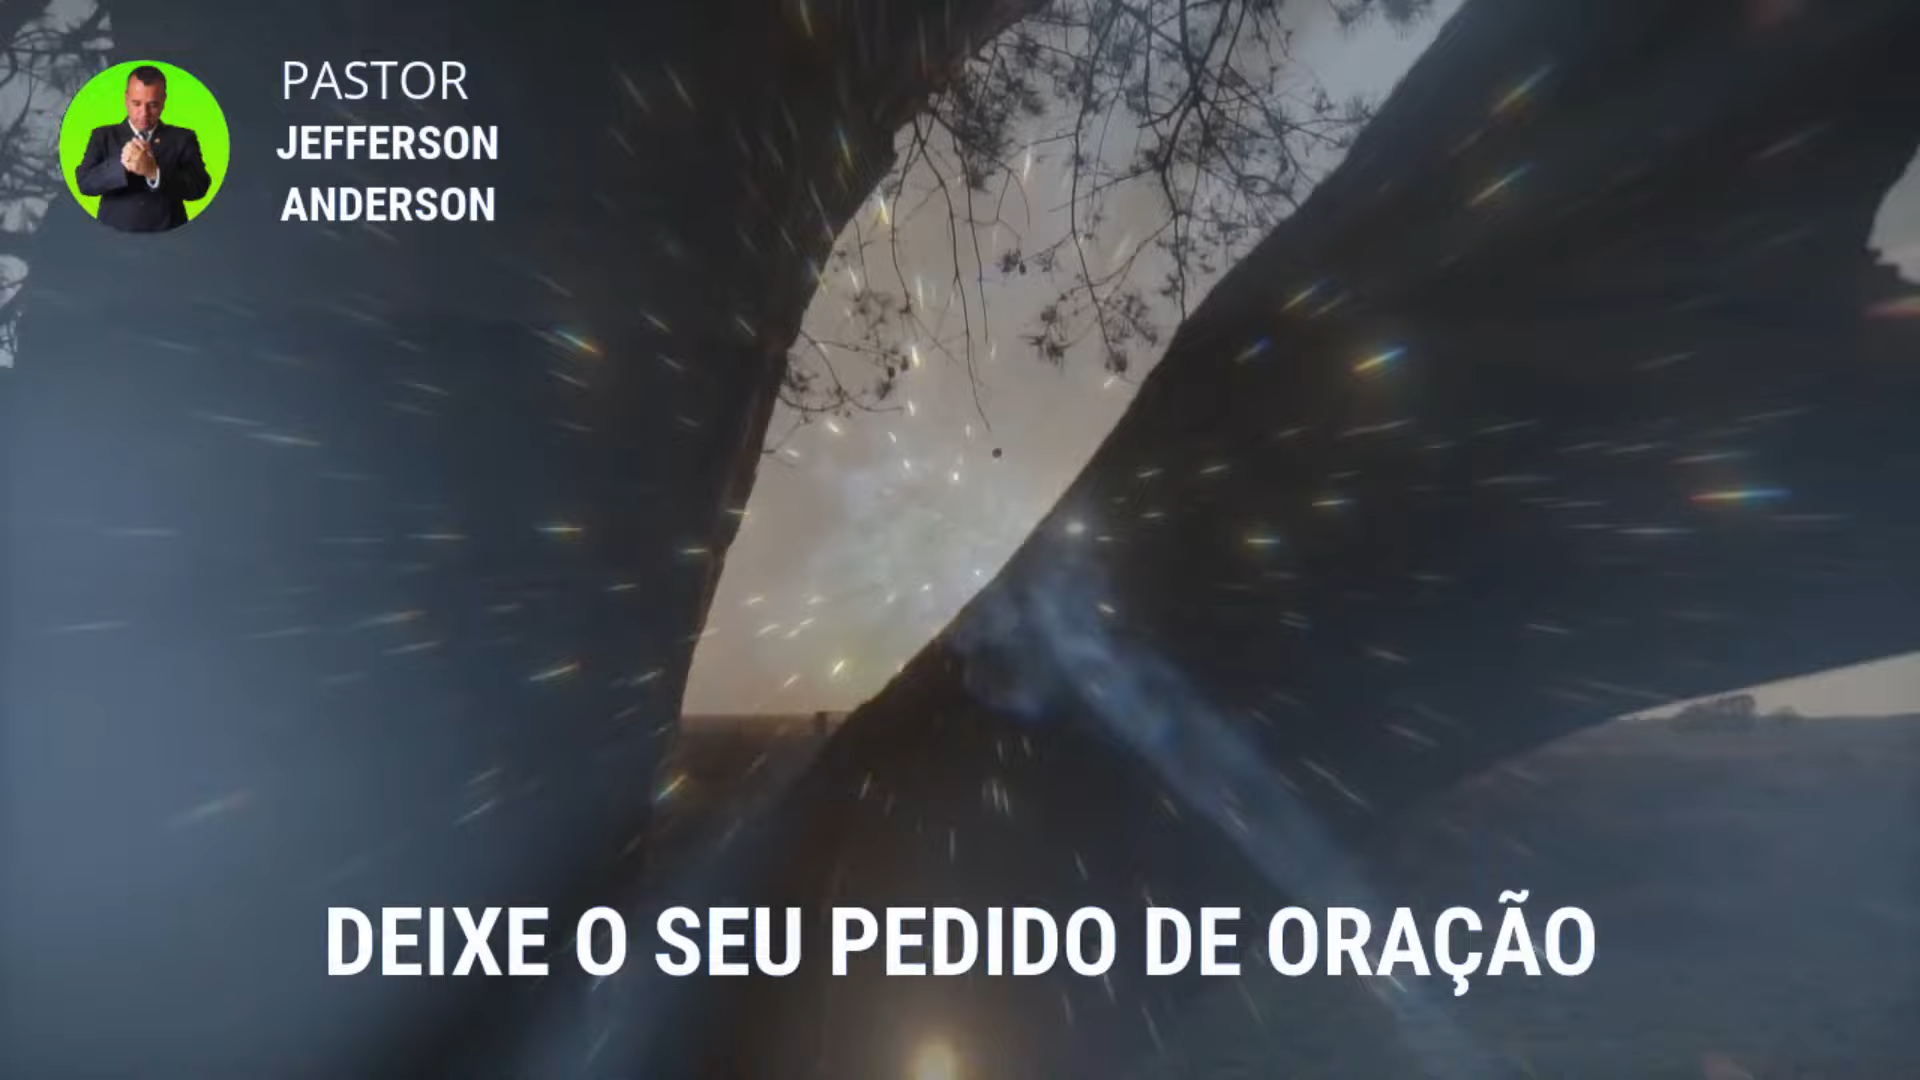 PASTOR
JEFFERSON
ANDERSON
DEIXE O SEU PEDIDO DE ORAÇÃO